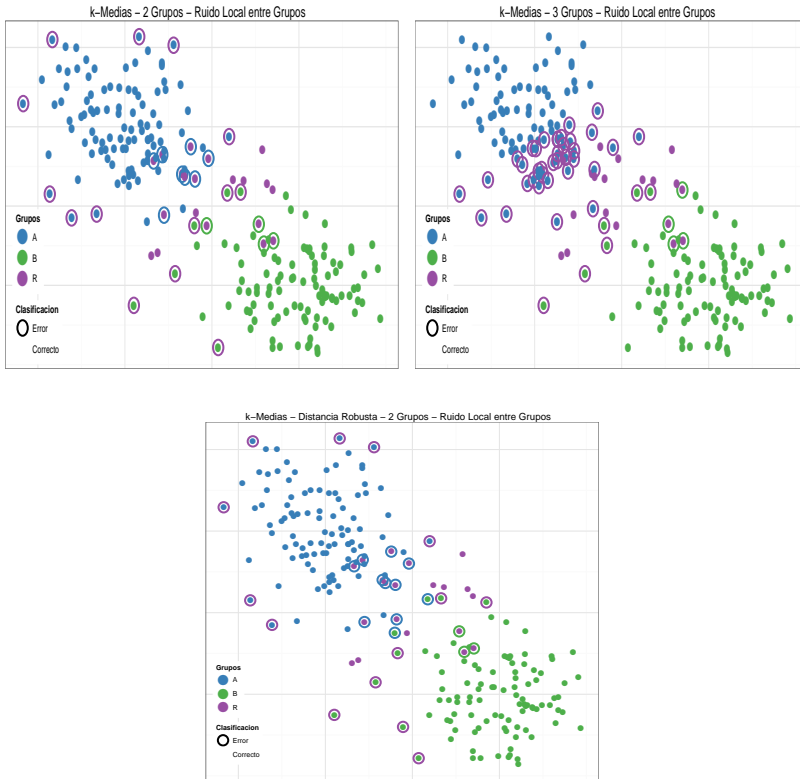 k−Medias − 2 Grupos − Ruido Local entre Grupos
Grupos
A
B
R
Clasificacion
Error
Correcto
k−Medias − 3 Grupos − Ruido Local entre Grupos
Grupos
A
B
R
Clasificacion
Error
Correcto
k−Medias − Distancia Robusta − 2 Grupos − Ruido Local entre Grupos
Grupos
A
B
R
Clasificacion
Error
Correcto